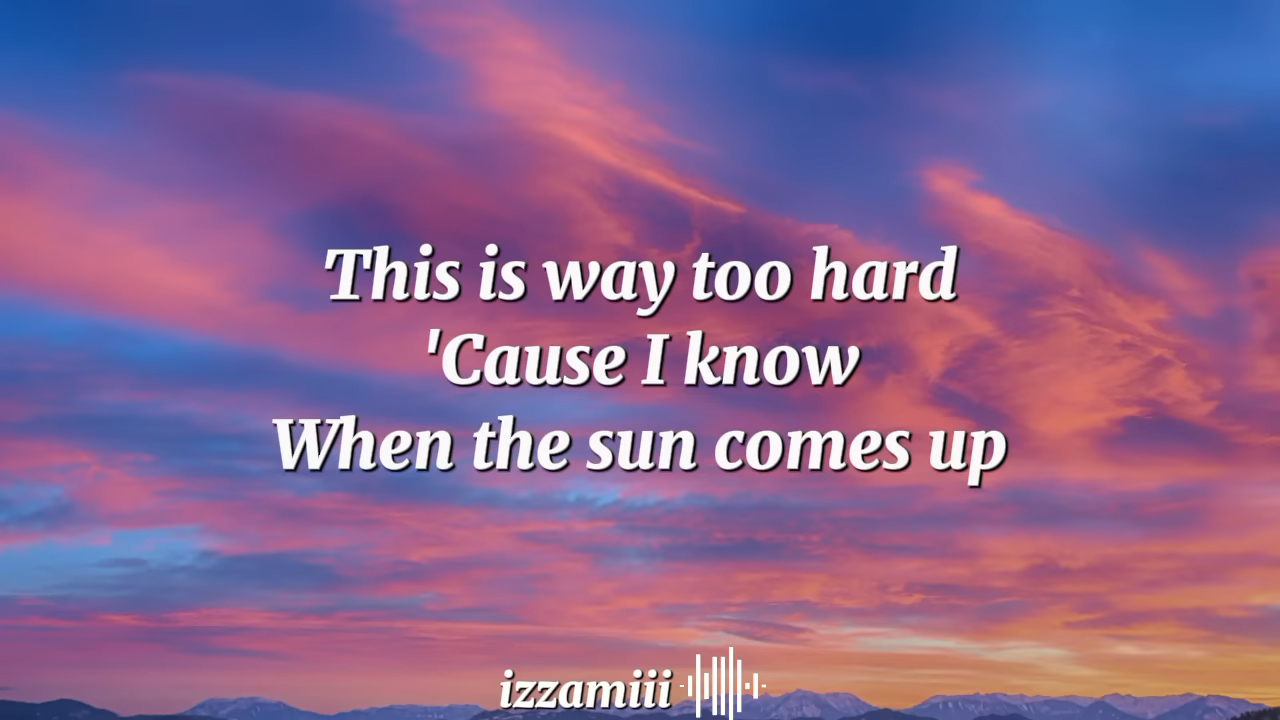 This is way too hard
'Cause I know
When the sun comes up
izzamiii